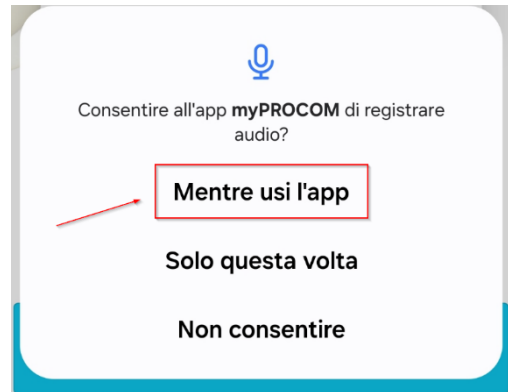 Consentire all'app myPROCOM di registrare
audio?
Mentre usi l'app
Solo questa volta
Non consentire